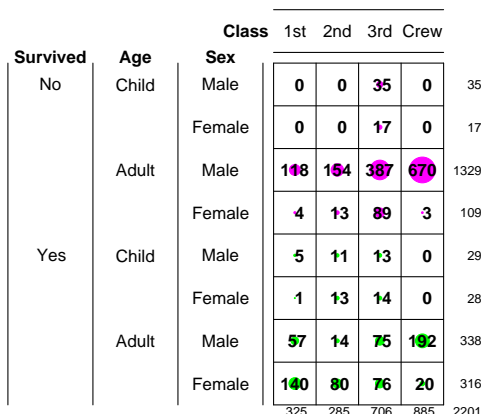 Class 1st 2nd 3rd Crew
Survived Age Sex
No Child Male 0 0 35 0 35
Female 0 0 17 0 17
Adult Male 118 154 387 670 1329
Female 4 13 89 3 109
Yes Child Male 5 11 13 0 29
Female 1 13 14 0 28
Adult Male 57 14 75 192 338
Female 140 80 76 20 316
325 285 706 885 2201